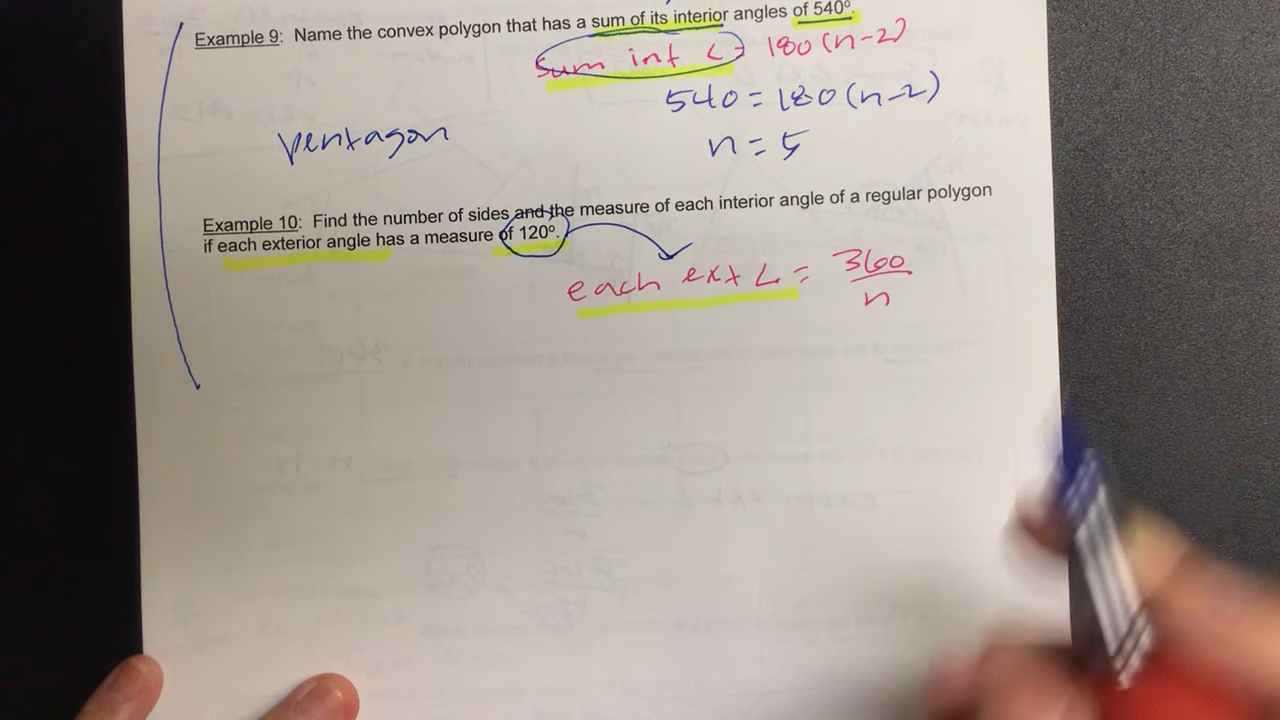 Example 9: Name the convex polygon that has a sum of its interior angles of 540º.
sum int ∠ = 180(n-2)
540 = 180(n-2)
pentagon
n = 5
Example 10: Find the number of sides and the measure of each interior angle of a regular polygon
if each exterior angle has a measure of 120º.
each ext ∠ = 360/n